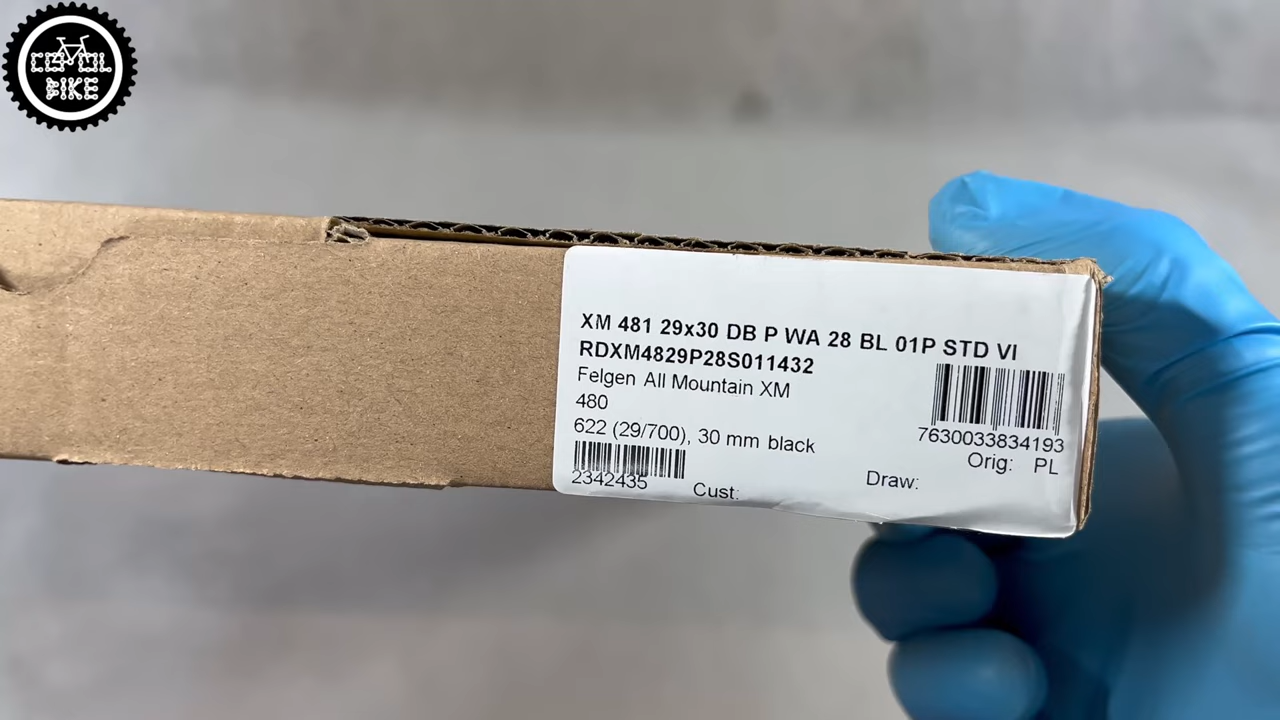 CEPOL
BIKE
XM 481 29x30 DB P WA 28 BL 01P STD VI
RDXM4829P28S011432
Felgen All Mountain XM
480
622 (29/700), 30 mm black
7630033834193
Orig: PL
2342435
Cust:
Draw: